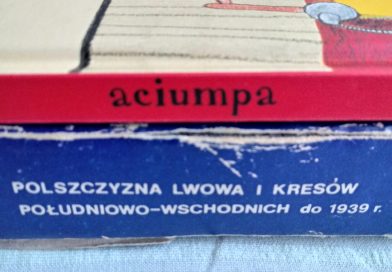 aciumpa
POLSZCZYZNA LWOWA I KRESÓW
POŁUDNIOWO-WSCHODNICH do 1939 r.